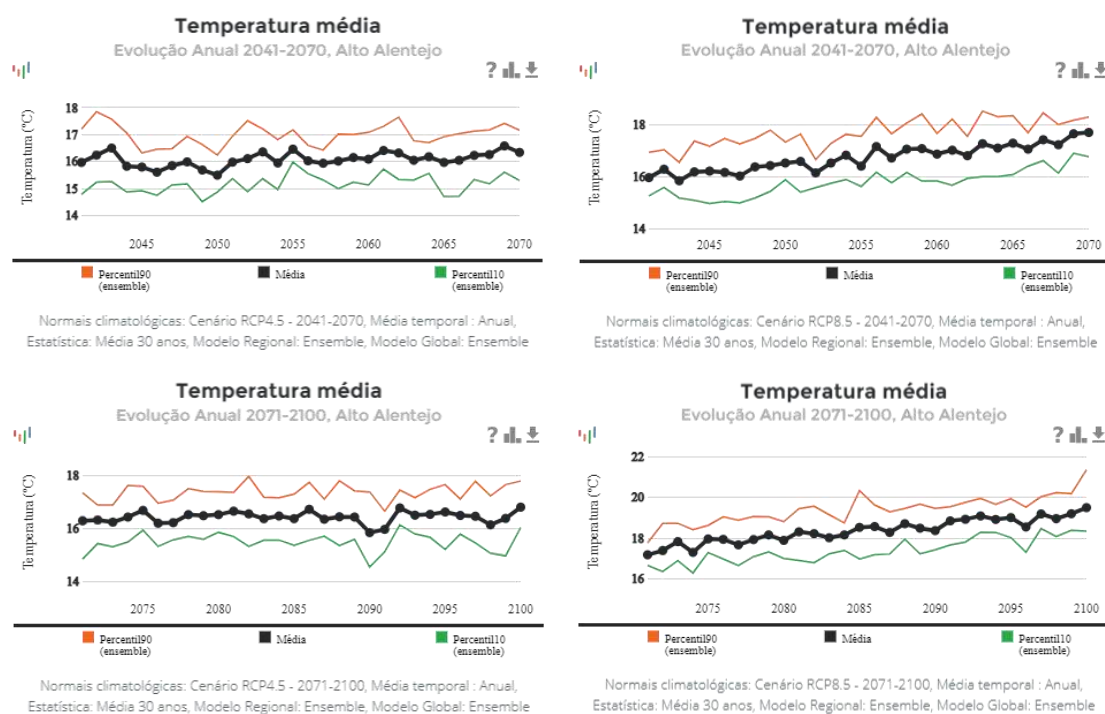 Temperatura média
Evolução Anual 2041-2070, Alto Alentejo
?
Temperatura (°C)
18
17
16
15
14
2045
2050
2055
2060
2065
2070
Percentil90
(ensemble)
Média
Percentil10
(ensemble)
Normais climatológicas: Cenário RCP4.5 - 2041-2070, Média temporal : Anual,
Estatística: Média 30 anos, Modelo Regional: Ensemble, Modelo Global: Ensemble
Temperatura média
Evolução Anual 2041-2070, Alto Alentejo
?
Temperatura (°C)
18
16
14
2045
2050
2055
2060
2065
2070
Percentil90
(ensemble)
Média
Percentil10
(ensemble)
Normais climatológicas: Cenário RCP8.5 - 2041-2070, Média temporal : Anual,
Estatística: Média 30 anos, Modelo Regional: Ensemble, Modelo Global: Ensemble
Temperatura média
Evolução Anual 2071-2100, Alto Alentejo
?
Temperatura (°C)
18
16
14
2075
2080
2085
2090
2095
2100
Percentil90
(ensemble)
Média
Percentil10
(ensemble)
Normais climatológicas: Cenário RCP4.5 - 2071-2100, Média temporal : Anual,
Estatística: Média 30 anos, Modelo Regional: Ensemble, Modelo Global: Ensemble
Temperatura média
Evolução Anual 2071-2100, Alto Alentejo
?
Temperatura (°C)
22
20
18
16
2075
2080
2085
2090
2095
2100
Percentil90
(ensemble)
Média
Percentil10
(ensemble)
Normais climatológicas: Cenário RCP8.5 - 2071-2100, Média temporal : Anual,
Estatística: Média 30 anos, Modelo Regional: Ensemble, Modelo Global: Ensemble